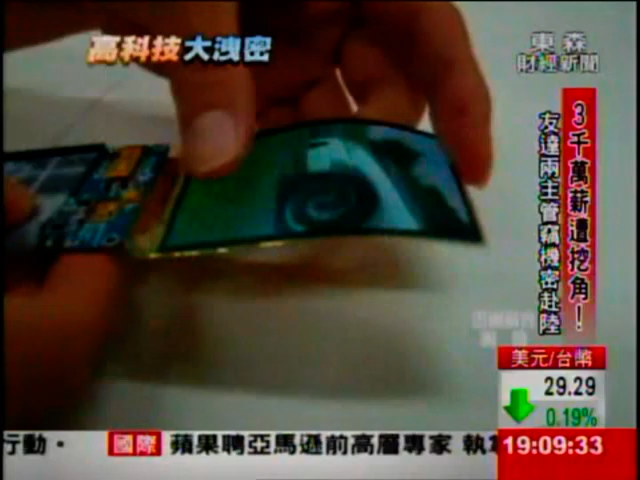 高科技大洩密
東森
財經新聞
3千萬薪遭挖角！
友達兩主管竊機密赴陸
美元/台幣
29.29
0.19%
行動。
國際 蘋果聘亞馬遜前高層專家 執
19:09:33